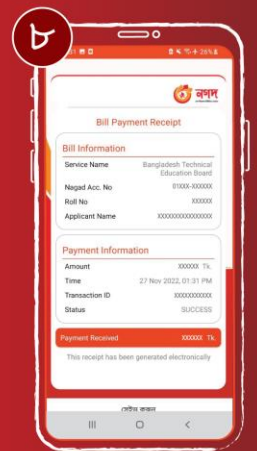 ৮
26%
নগদ
Bill Payment Receipt
Bill Information
Service Name Bangladesh Technical
Education Board
Nagad Acc. No 01XXX-XXXXXX
Roll No XXXXXX
Applicant Name XXXXXXXXXXXXXXX
Payment Information
Amount XXXXXX Tk.
Time 27 Nov 2022, 01:31 PM
Transaction ID XXXXXXXXXXX
Status SUCCESS
Payment Received XXXXXX Tk.
This receipt has been generated electronically